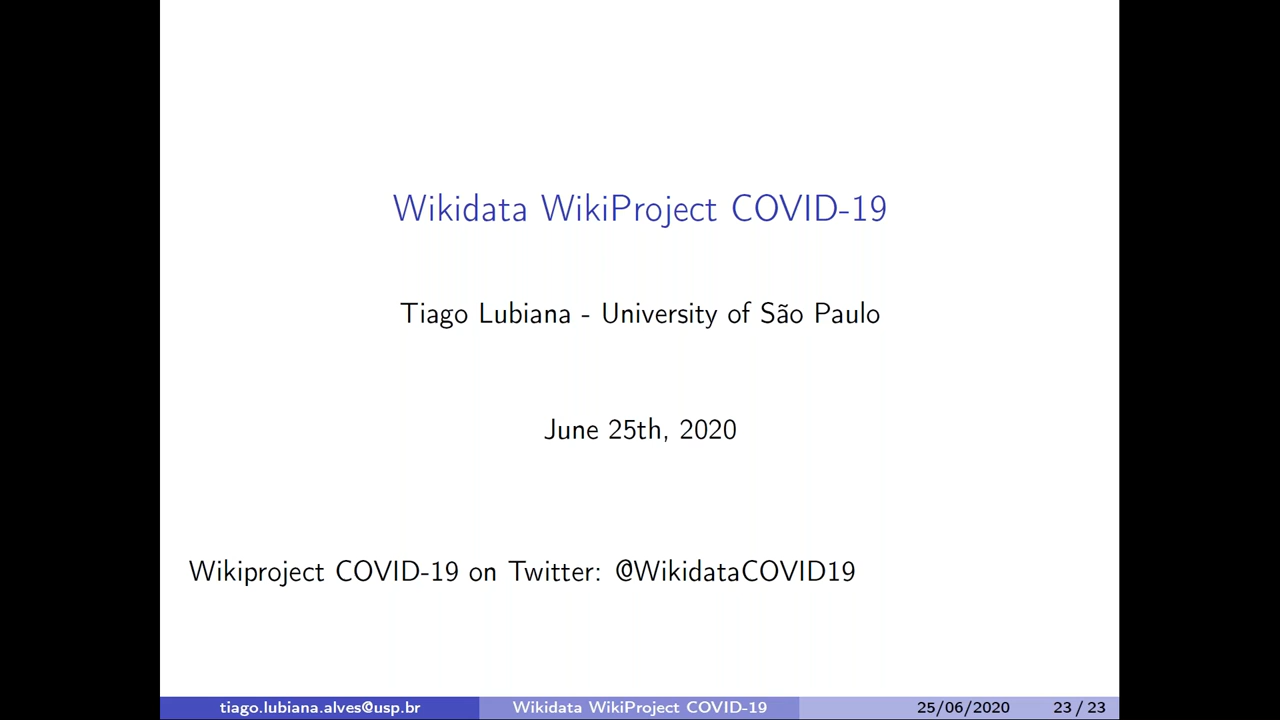 Wikidata WikiProject COVID-19
Tiago Lubiana - University of São Paulo
June 25th, 2020
Wikiproject COVID-19 on Twitter: @WikidataCOVID19
tiago.lubiana.alves@usp.br Wikidata WikiProject COVID-19 25/06/2020 23 / 23